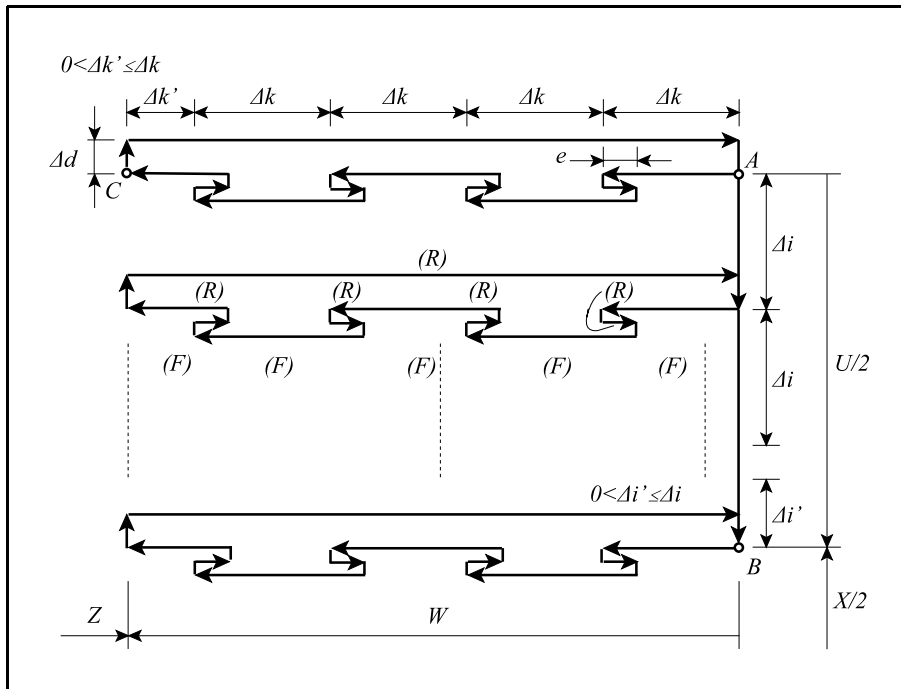 0<Δk’≤Δk
Δk’ Δk Δk Δk Δk
Δd e A
C
Δi
(R)
(R) (R) (R) (R)
(F) (F) (F) (F) (F)
Δi U/2
0<Δi’≤Δi
Δi’
B
Z W X/2